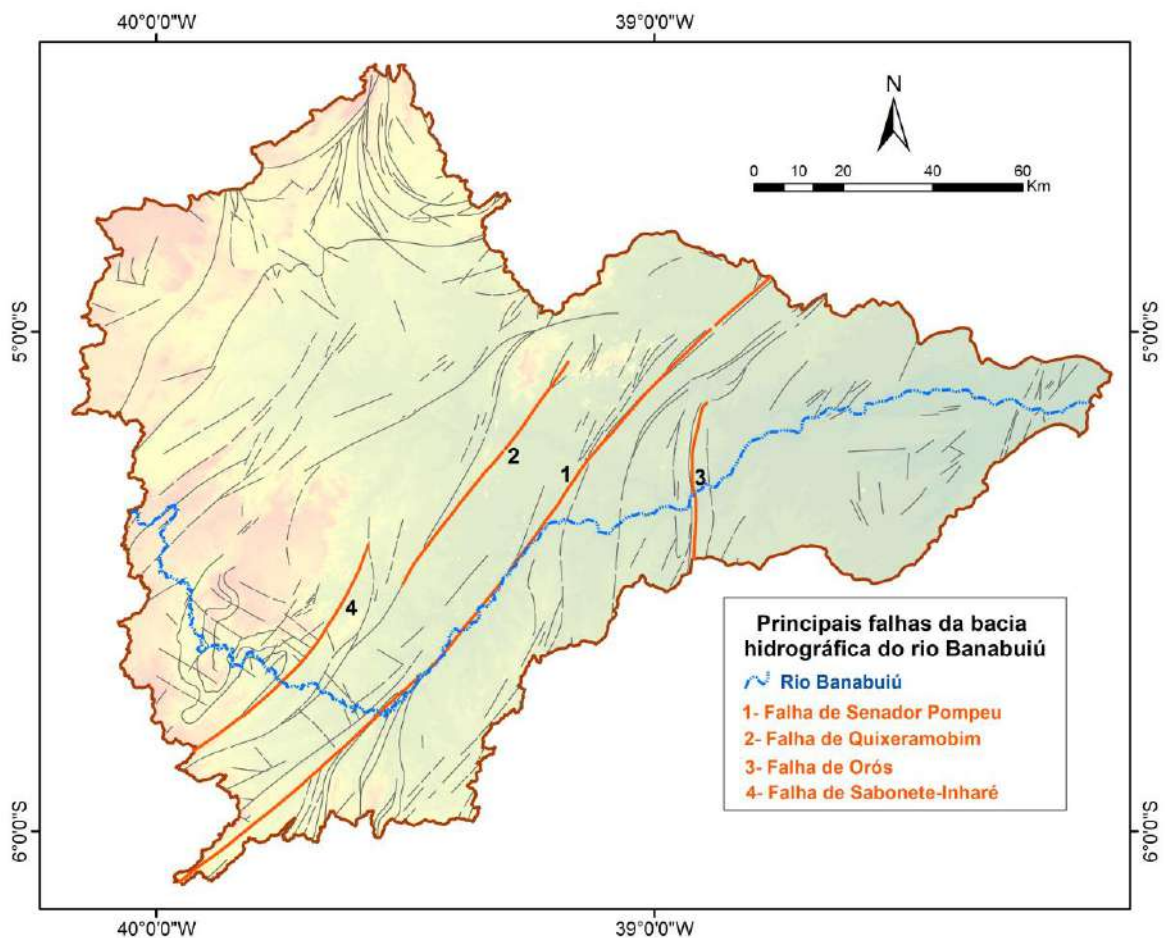 40°0'0"W
39°0'0"W
N
0 10 20 40 60
Km
5°0'0"S
5°0'0"S
2
1
3
4
Principais falhas da bacia
hidrográfica do rio Banabuiú
Rio Banabuiú
1- Falha de Senador Pompeu
2- Falha de Quixeramobim
3- Falha de Orós
4- Falha de Sabonete-Inharé
6°0'0"S
6°0'0"S
40°0'0"W
39°0'0"W